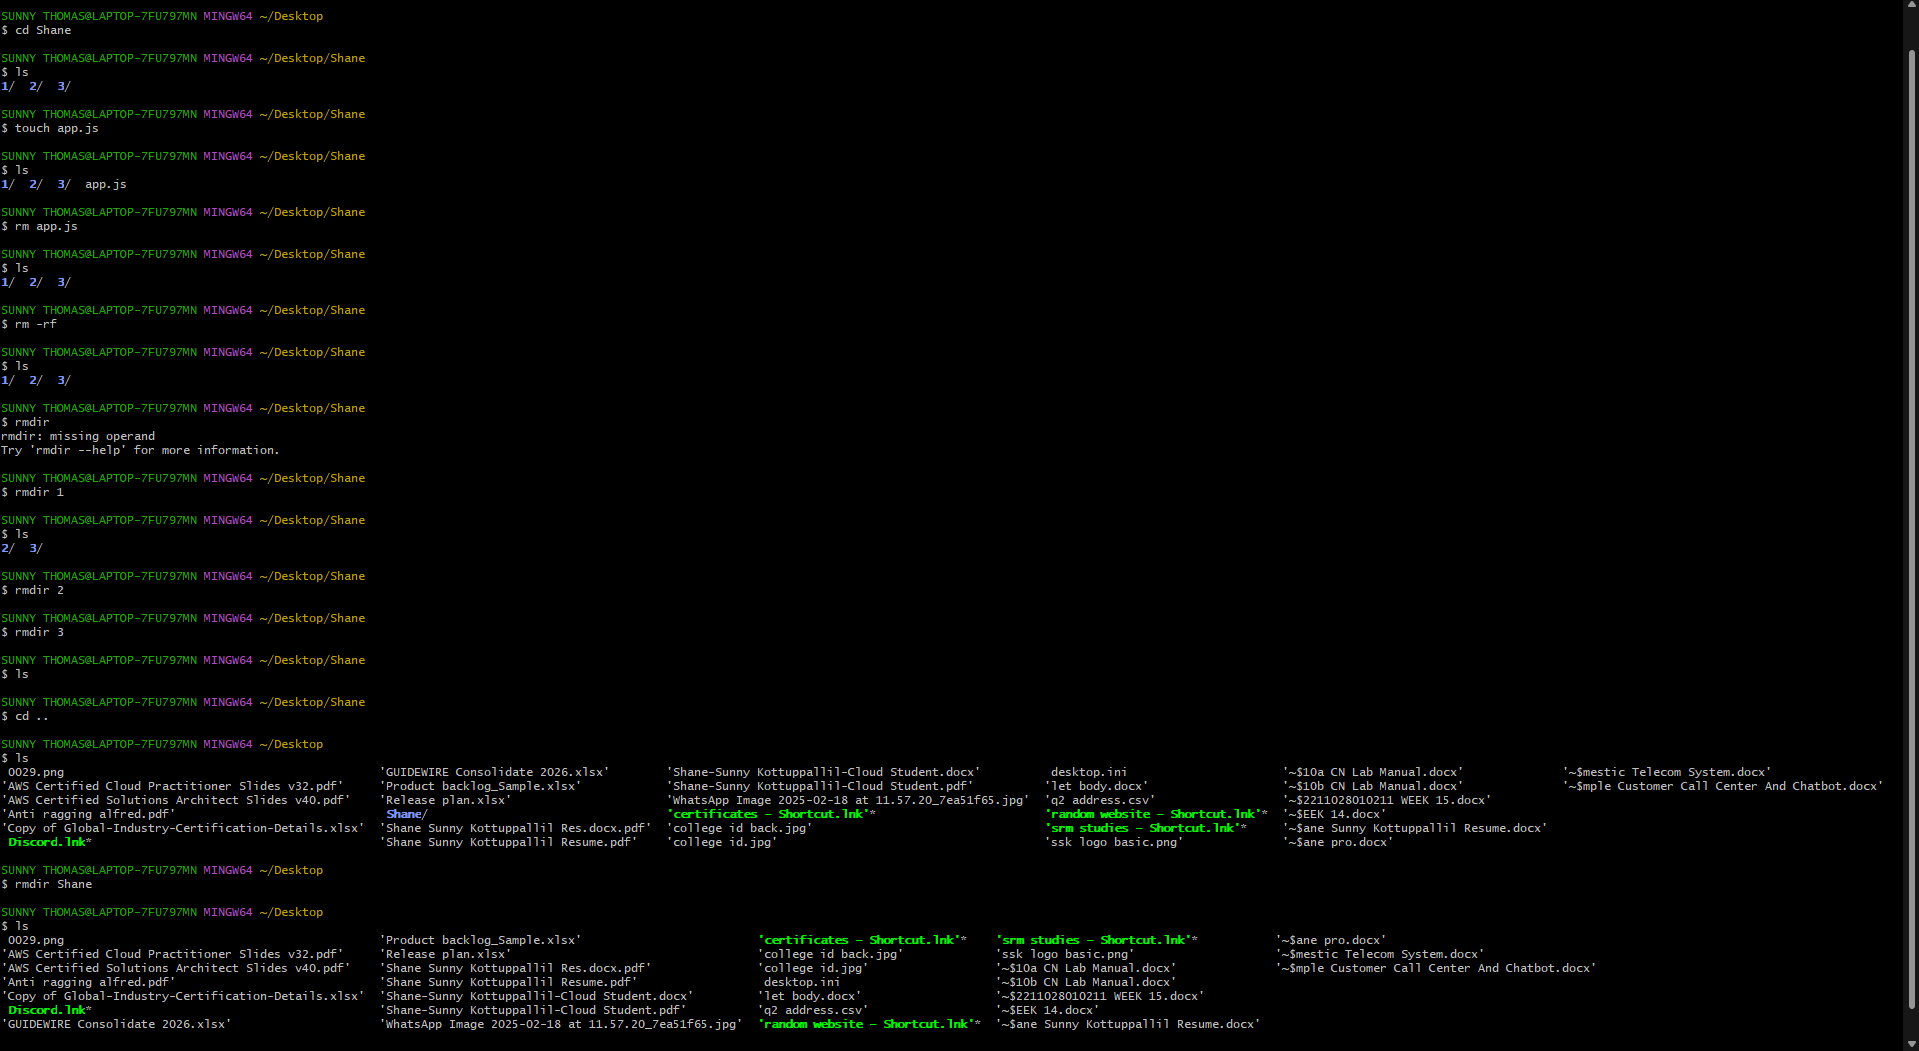 SUNNY THOMAS@LAPTOP-7FU797MN MINGW64 ~/Desktop
$ cd Shane
SUNNY THOMAS@LAPTOP-7FU797MN MINGW64 ~/Desktop/Shane
$ ls
1/  2/  3/
SUNNY THOMAS@LAPTOP-7FU797MN MINGW64 ~/Desktop/Shane
$ touch app.js
SUNNY THOMAS@LAPTOP-7FU797MN MINGW64 ~/Desktop/Shane
$ ls
1/  2/  3/  app.js
SUNNY THOMAS@LAPTOP-7FU797MN MINGW64 ~/Desktop/Shane
$ rm app.js
SUNNY THOMAS@LAPTOP-7FU797MN MINGW64 ~/Desktop/Shane
$ ls
1/  2/  3/
SUNNY THOMAS@LAPTOP-7FU797MN MINGW64 ~/Desktop/Shane
$ rm -rf
SUNNY THOMAS@LAPTOP-7FU797MN MINGW64 ~/Desktop/Shane
$ ls
1/  2/  3/
SUNNY THOMAS@LAPTOP-7FU797MN MINGW64 ~/Desktop/Shane
$ rmdir
rmdir: missing operand
Try 'rmdir --help' for more information.
SUNNY THOMAS@LAPTOP-7FU797MN MINGW64 ~/Desktop/Shane
$ rmdir 1
SUNNY THOMAS@LAPTOP-7FU797MN MINGW64 ~/Desktop/Shane
$ ls
2/  3/
SUNNY THOMAS@LAPTOP-7FU797MN MINGW64 ~/Desktop/Shane
$ rmdir 2
SUNNY THOMAS@LAPTOP-7FU797MN MINGW64 ~/Desktop/Shane
$ rmdir 3
SUNNY THOMAS@LAPTOP-7FU797MN MINGW64 ~/Desktop/Shane
$ ls
SUNNY THOMAS@LAPTOP-7FU797MN MINGW64 ~/Desktop/Shane
$ cd ..
SUNNY THOMAS@LAPTOP-7FU797MN MINGW64 ~/Desktop
$ ls
0029.png  'GUIDEWIRE Consolidate 2026.xlsx'  'Shane-Sunny Kottuppallil-Cloud Student.docx'  desktop.ini  '~$10a CN Lab Manual.docx'  '~$mestic Telecom System.docx'
'AWS Certified Cloud Practitioner Slides v32.pdf'  'Product backlog_Sample.xlsx'  'Shane-Sunny Kottuppallil-Cloud Student.pdf'  'let body.docx'  '~$10b CN Lab Manual.docx'  '~$mple Customer Call Center And Chatbot.docx'
'AWS Certified Solutions Architect Slides v40.pdf'  'Release plan.xlsx'  'WhatsApp Image 2025-02-18 at 11.57.20_7ea51f65.jpg'  'q2 address.csv'  '~$2211028010211 WEEK 15.docx'
'Anti ragging alfred.pdf'  Shane/  'certificates - Shortcut.lnk'*  'random website - Shortcut.lnk'*  '~$EEK 14.docx'
'Copy of Global-Industry-Certification-Details.xlsx'  'Shane Sunny Kottuppallil Res.docx.pdf'  'college id back.jpg'  'srm studies - Shortcut.lnk'*  '~$ane Sunny Kottuppallil Resume.docx'
Discord.lnk*  'Shane Sunny Kottuppallil Resume.pdf'  'college id.jpg'  'ssk logo basic.png'  '~$ane pro.docx'
SUNNY THOMAS@LAPTOP-7FU797MN MINGW64 ~/Desktop
$ rmdir Shane
SUNNY THOMAS@LAPTOP-7FU797MN MINGW64 ~/Desktop
$ ls
0029.png  'Product backlog_Sample.xlsx'  'certificates - Shortcut.lnk'*  'srm studies - Shortcut.lnk'*  '~$ane pro.docx'
'AWS Certified Cloud Practitioner Slides v32.pdf'  'Release plan.xlsx'  'college id back.jpg'  'ssk logo basic.png'  '~$mestic Telecom System.docx'
'AWS Certified Solutions Architect Slides v40.pdf'  'Shane Sunny Kottuppallil Res.docx.pdf'  'college id.jpg'  '~$10a CN Lab Manual.docx'  '~$mple Customer Call Center And Chatbot.docx'
'Anti ragging alfred.pdf'  'Shane Sunny Kottuppallil Resume.pdf'  desktop.ini  '~$10b CN Lab Manual.docx'
'Copy of Global-Industry-Certification-Details.xlsx'  'Shane-Sunny Kottuppallil-Cloud Student.docx'  'let body.docx'  '~$2211028010211 WEEK 15.docx'
Discord.lnk*  'Shane-Sunny Kottuppallil-Cloud Student.pdf'  'q2 address.csv'  '~$EEK 14.docx'
'GUIDEWIRE Consolidate 2026.xlsx'  'WhatsApp Image 2025-02-18 at 11.57.20_7ea51f65.jpg'  'random website - Shortcut.lnk'*  '~$ane Sunny Kottuppallil Resume.docx'